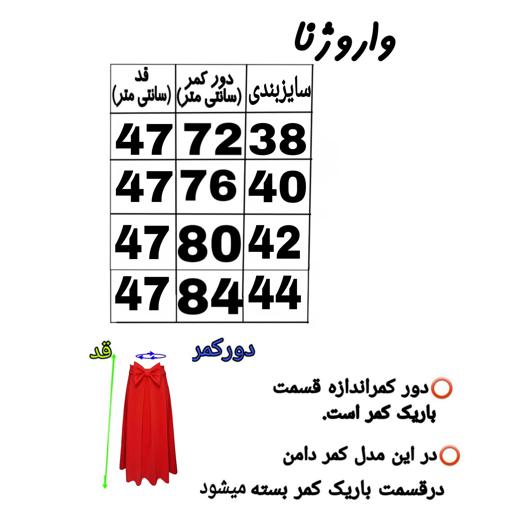 واروژنا
سایزبندی دور کمر (سانتی متر) قد (سانتی متر)
38 72 47
40 76 47
42 80 47
44 84 47
دورکمر
قد
دور کمراندازه قسمت
باریک کمر است.
در این مدل کمر دامن
درقسمت باریک کمر بسته میشود